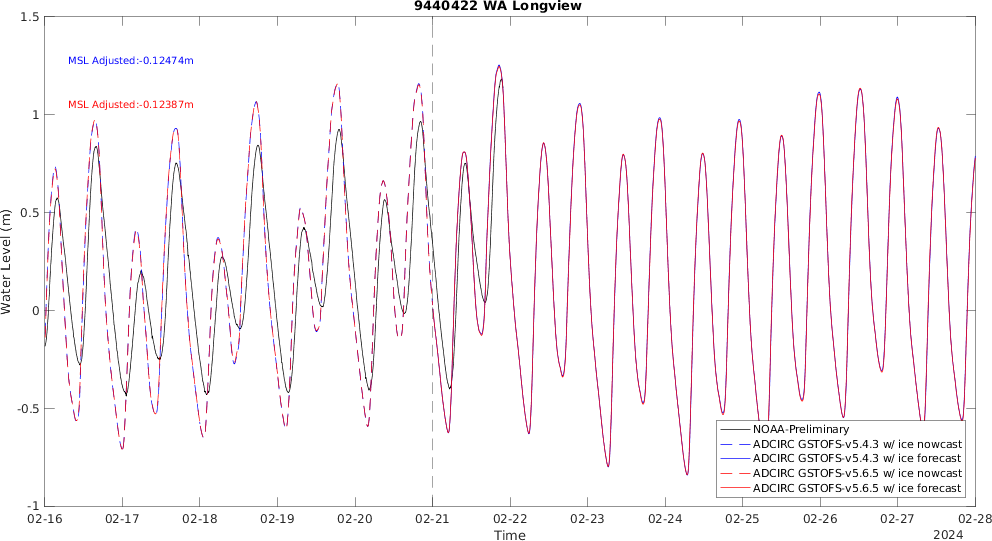 9440422 WA Longview
1.5
1
0.5
0
-0.5
-1
Water Level (m)
MSL Adjusted:-0.12474m
MSL Adjusted:-0.12387m
NOAA-Preliminary
ADCIRC GSTOFS-v5.4.3 w/ ice nowcast
ADCIRC GSTOFS-v5.4.3 w/ ice forecast
ADCIRC GSTOFS-v5.6.5 w/ ice nowcast
ADCIRC GSTOFS-v5.6.5 w/ ice forecast
02-16 02-17 02-18 02-19 02-20 02-21 02-22 02-23 02-24 02-25 02-26 02-27 02-28
Time
2024